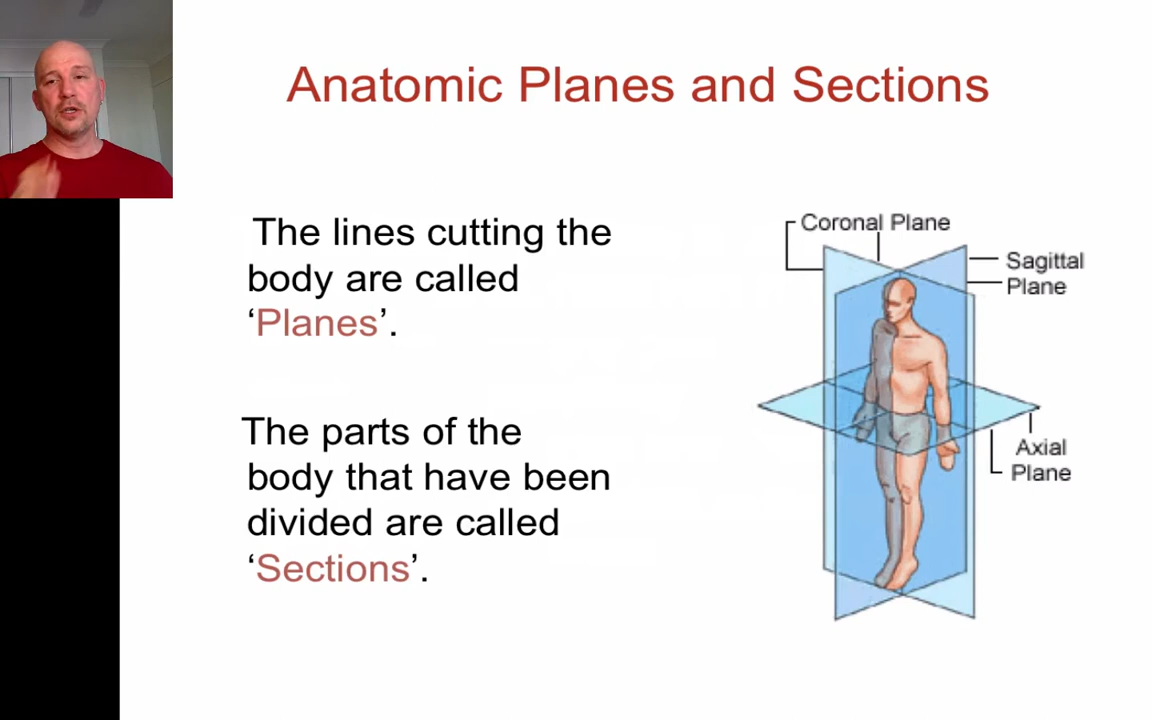 Anatomic Planes and Sections
The lines cutting the
body are called
‘Planes’.
The parts of the
body that have been
divided are called
‘Sections’.
Coronal Plane
Sagittal
Plane
Axial
Plane